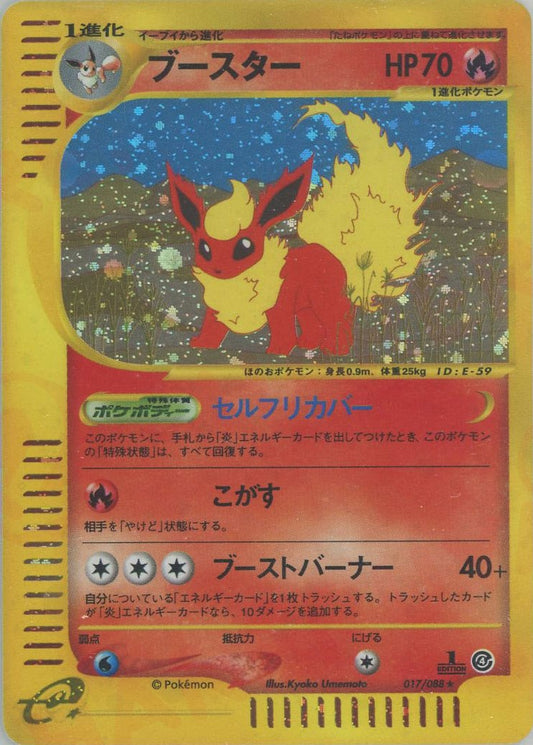 1進化
イーブイから進化
「たねポケモン」の上に重ねて進化させます
ブースター HP70
1進化ポケモン
ほのおポケモン：身長0.9m、体重25kg ID:E-59
特殊体質
ポケボディー セルフリカバー
このポケモンに、手札から「炎」エネルギーカードを出してつけたとき、このポケモン
の「特殊状態」は、すべて回復する。
こがす
相手を「やけど」状態にする。
ブーストバーナー 40+
自分についている「エネルギーカード」を1枚トラッシュする。トラッシュしたカード
が「炎」エネルギーカードなら、10ダメージを追加する。
弱点 抵抗力 にげる
1 EDITION 4
© Pokémon Illus.Kyoko Umemoto 017/088★
e